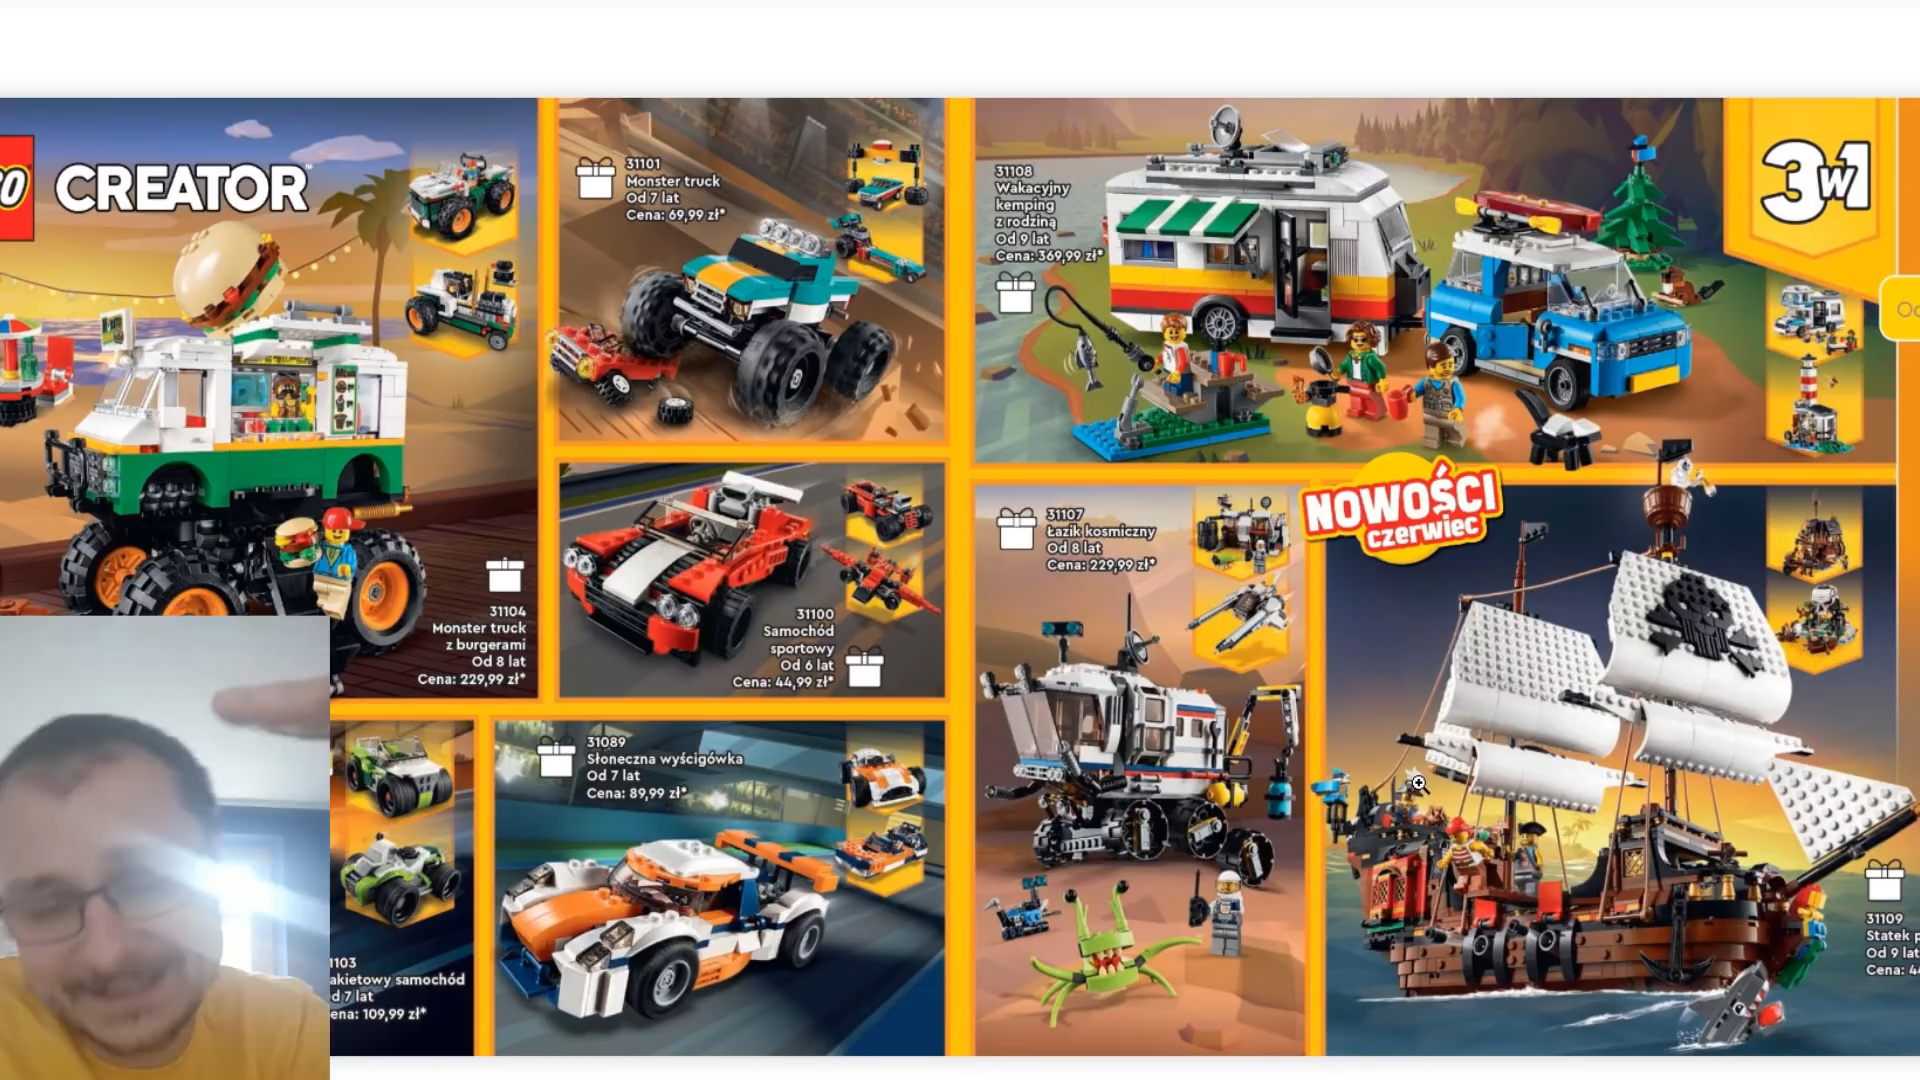 CREATOR
31104
Monster truck
z burgerami
Od 8 lat
Cena: 229,99 zł*
31101
Monster truck
Od 7 lat
Cena: 69,99 zł*
31100
Samochód
sportowy
Od 6 lat
Cena: 44,99 zł*
1103
akietowy samochód
d 7 lat
ena: 109,99 zł*
31089
Słoneczna wyścigówka
Od 7 lat
Cena: 89,99 zł*
31108
Wakacyjny
kemping
z rodziną
Od 9 lat
Cena: 369,99 zł*
3w1
31107
Łazik kosmiczny
Od 8 lat
Cena: 229,99 zł*
NOWOŚCI
czerwiec
31109
Statek p
Od 9 lat
Cena: 4